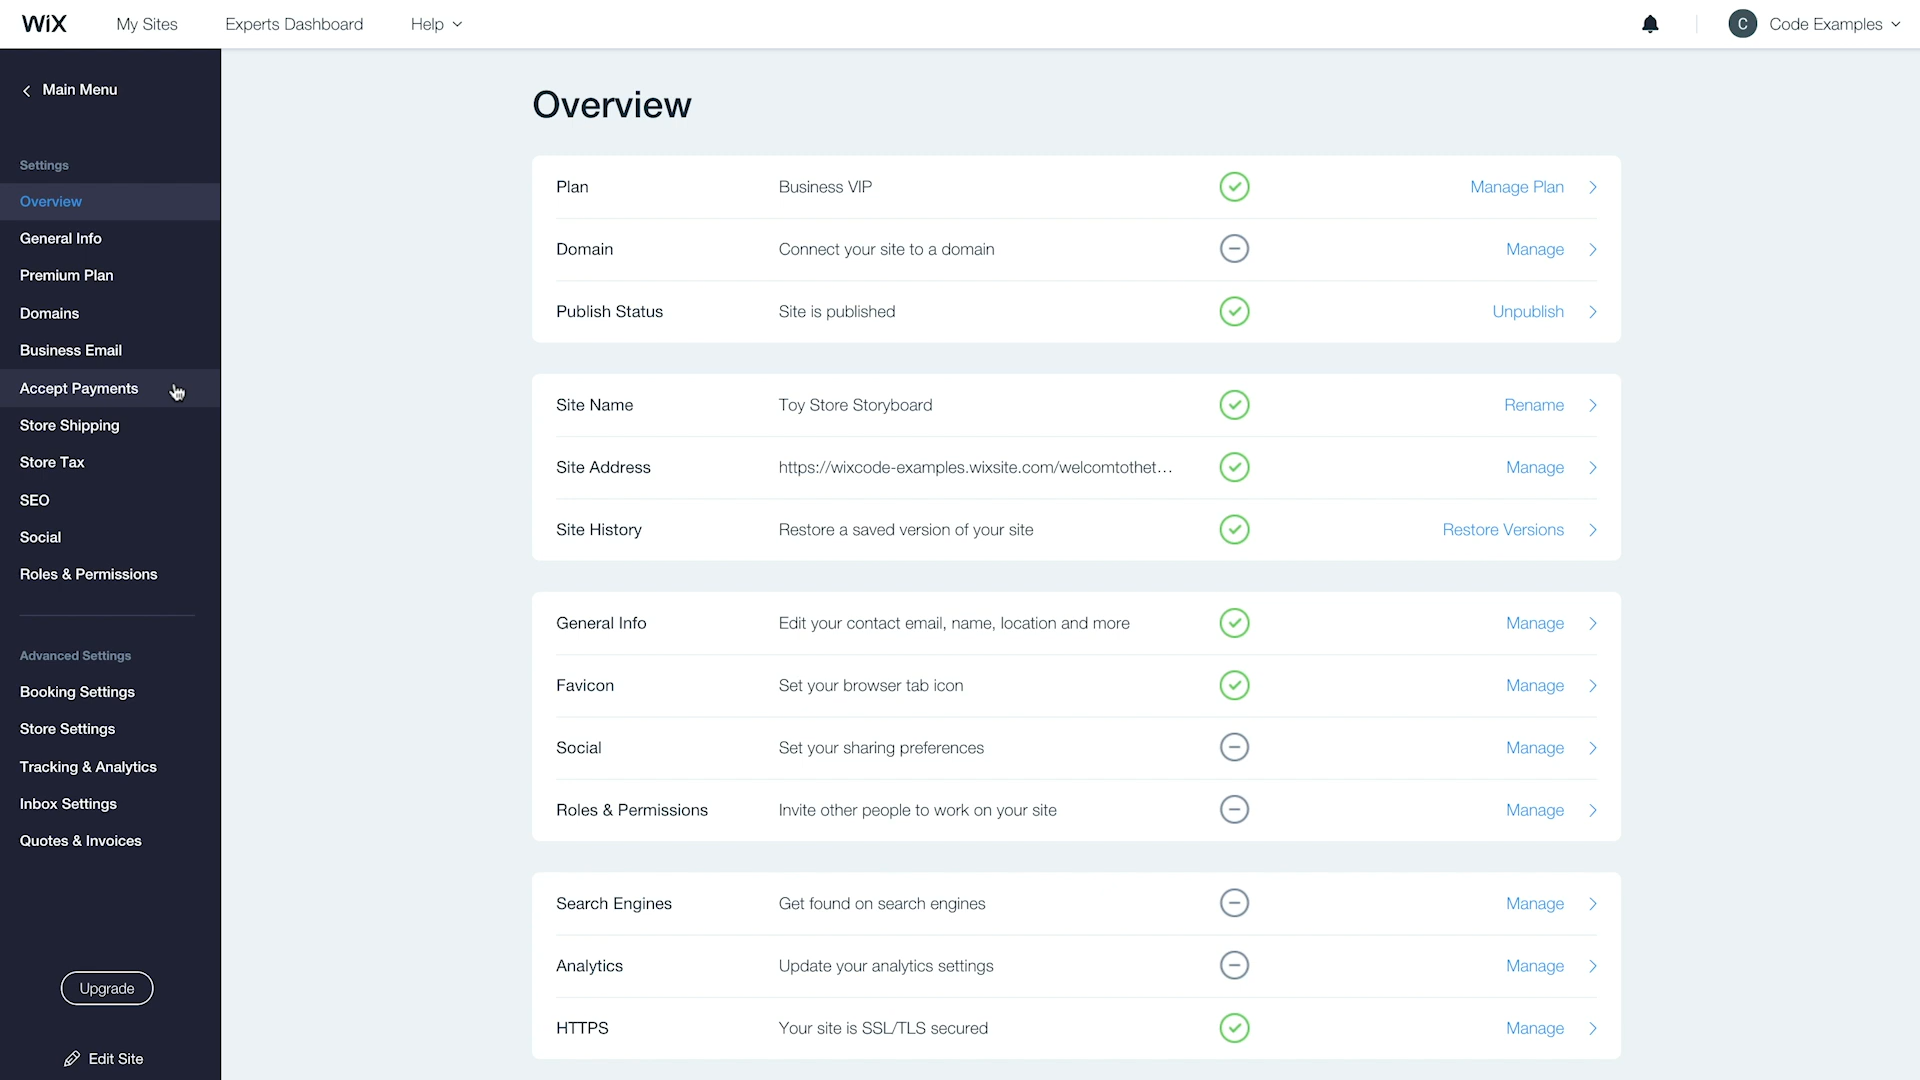 WiX
My Sites
Experts Dashboard
Help
C
Code Examples
Main Menu
Settings
Overview
General Info
Premium Plan
Domains
Business Email
Accept Payments
Store Shipping
Store Tax
SEO
Social
Roles & Permissions
Advanced Settings
Booking Settings
Store Settings
Tracking & Analytics
Inbox Settings
Quotes & Invoices
Upgrade
Edit Site
Overview
Plan Business VIP Manage Plan
Domain Connect your site to a domain Manage
Publish Status Site is published Unpublish
Site Name Toy Store Storyboard Rename
Site Address https://wixcode-examples.wixsite.com/welcomtothet... Manage
Site History Restore a saved version of your site Restore Versions
General Info Edit your contact email, name, location and more Manage
Favicon Set your browser tab icon Manage
Social Set your sharing preferences Manage
Roles & Permissions Invite other people to work on your site Manage
Search Engines Get found on search engines Manage
Analytics Update your analytics settings Manage
HTTPS Your site is SSL/TLS secured Manage